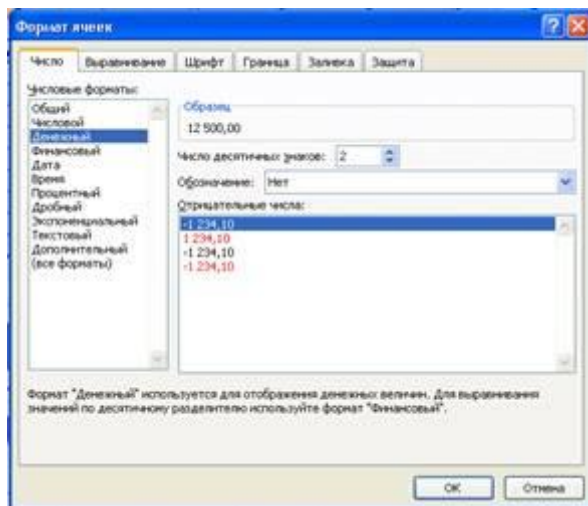 Формат ячеек
Число Выравнивание Шрифт Граница Заливка Защита
Числовые форматы:
Общий
Числовой
Денежный
Финансовый
Дата
Время
Процентный
Дробный
Экспоненциальный
Текстовый
Дополнительный
(все форматы)
Образец
12 500,00
Число десятичных знаков: 2
Обозначение: Нет
Отрицательные числа:
-1 234,10
1 234,10
-1 234,10
-1 234,10
Формат "Денежный" используется для отображения денежных величин. Для выравнивания
значений по десятичному разделителю используйте формат "Финансовый".
ОК Отмена